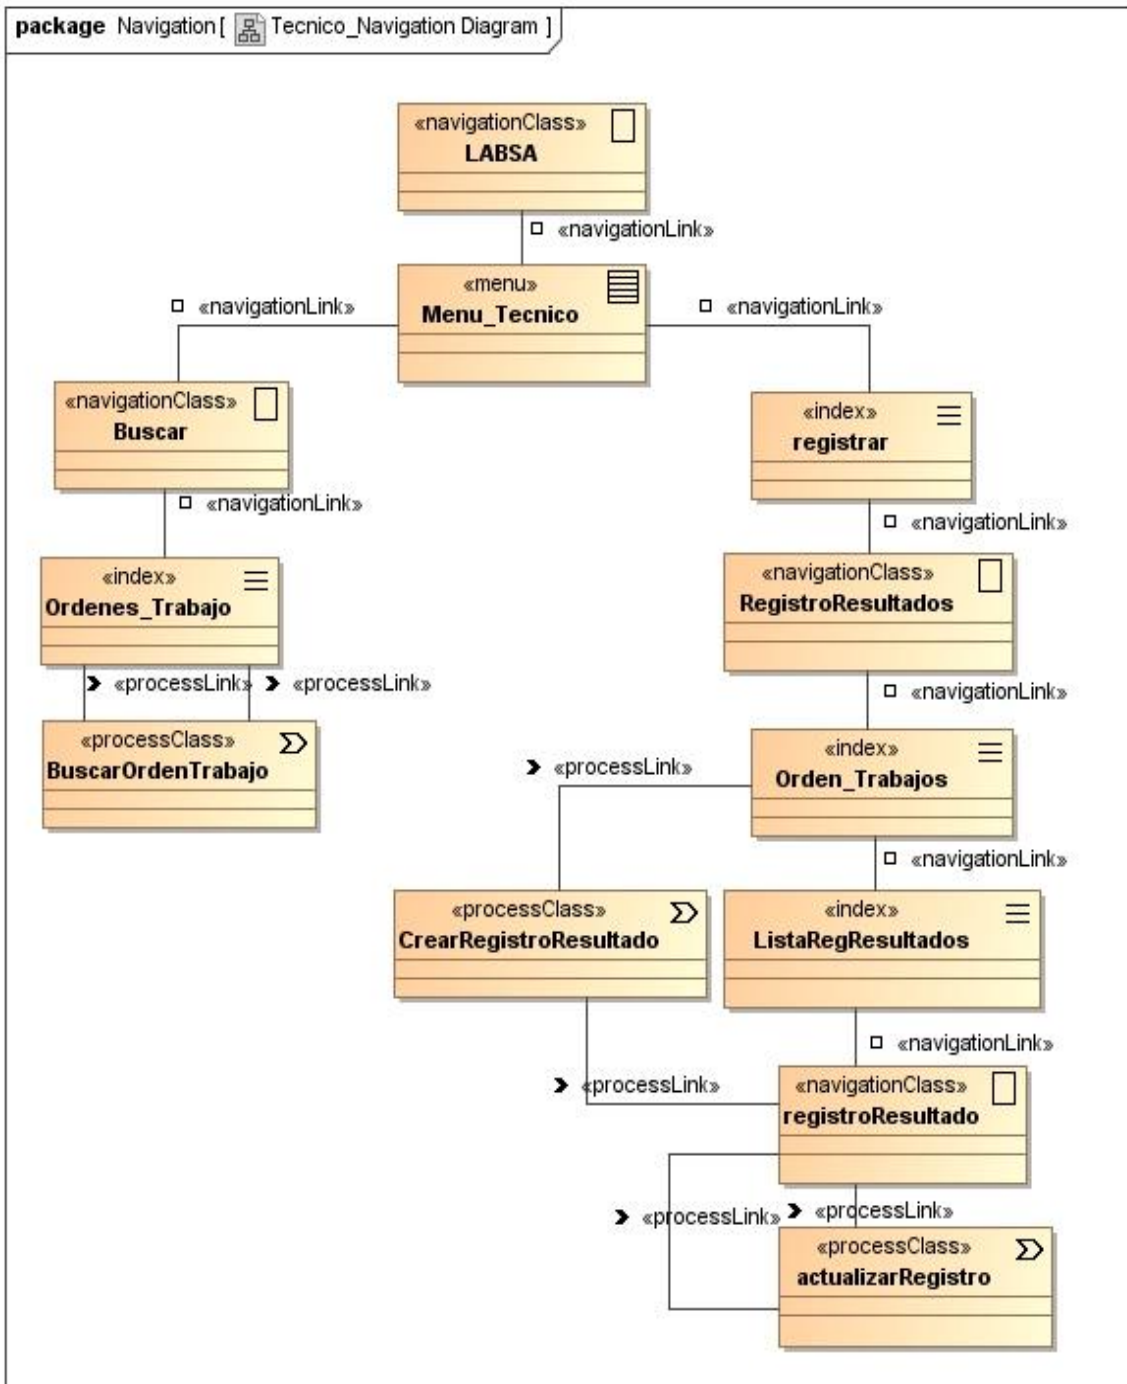 package Navigation [ Tecnico_Navigation Diagram ]
«navigationClass»
LABSA
«navigationLink»
«menu»
Menu_Tecnico
«navigationLink»
«navigationLink»
«navigationClass»
Buscar
«navigationLink»
«index»
Ordenes_Trabajo
«processLink»
«processLink»
«processClass»
BuscarOrdenTrabajo
«index»
registrar
«navigationLink»
«navigationClass»
RegistroResultados
«navigationLink»
«index»
Orden_Trabajos
«processLink»
«navigationLink»
«processClass»
CrearRegistroResultado
«index»
ListaRegResultados
«navigationLink»
«processLink»
«navigationClass»
registroResultado
«processLink»
«processLink»
«processClass»
actualizarRegistro